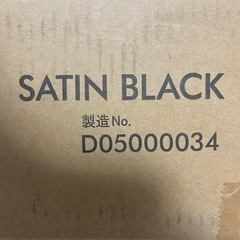 SATIN BLACK
製造No.
D05000034